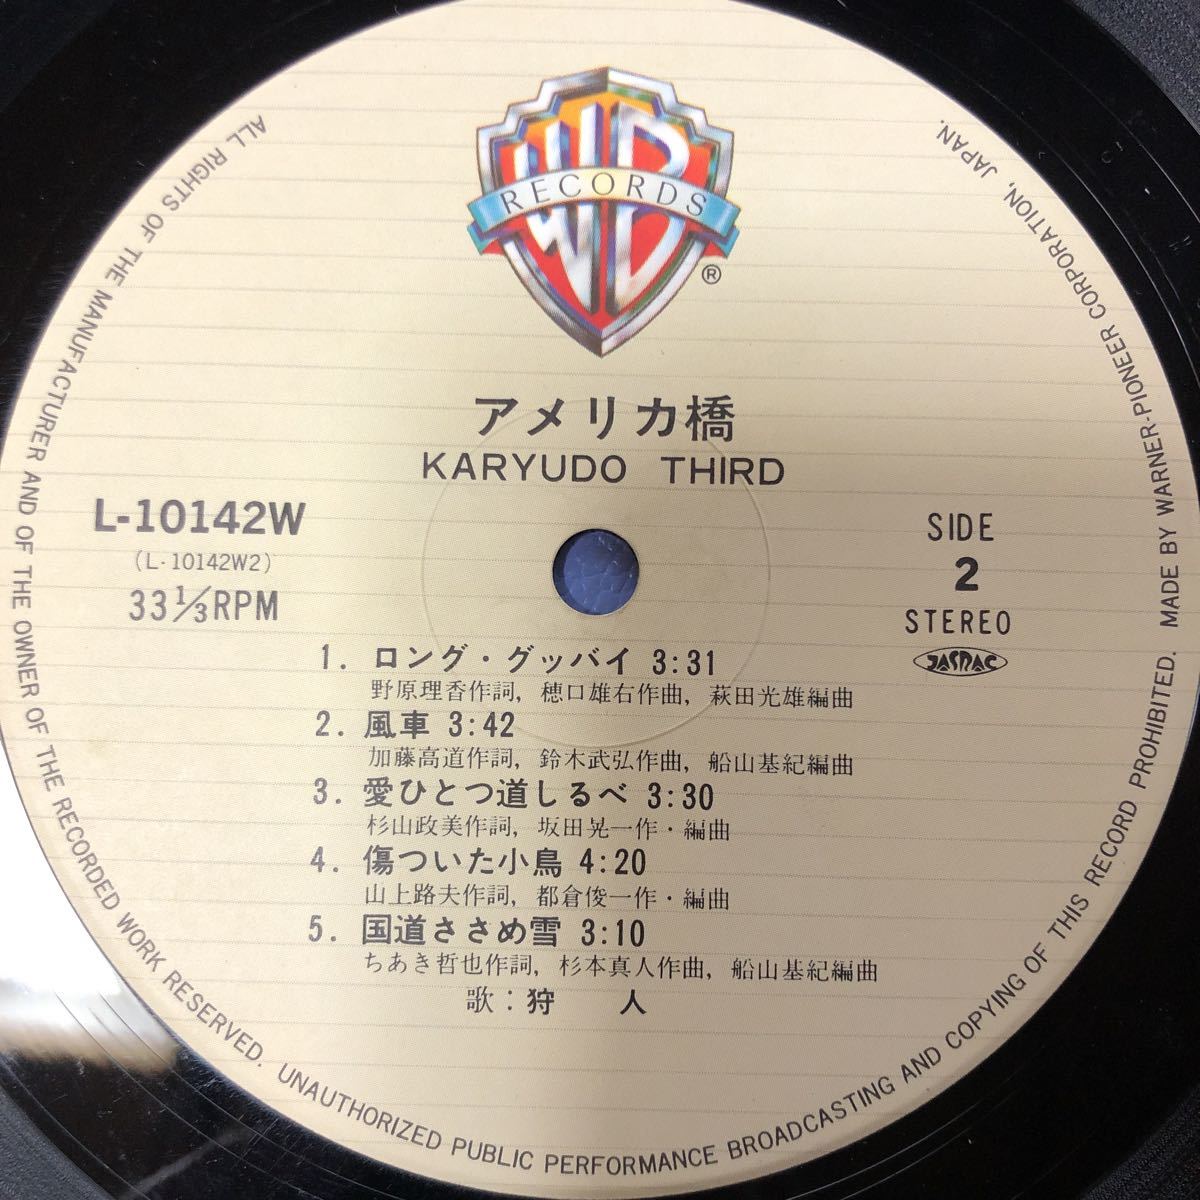 WB
RECORDS
®
アメリカ橋
KARYUDO THIRD
L-10142W
(L-10142W2)
33 1/3 RPM
SIDE
2
STEREO
JASRAC
1. ロング・グッバイ 3:31
野原理香作詞, 穂口雄右作曲, 萩田光雄編曲
2. 風車 3:42
加藤高道作詞, 鈴木武弘作曲, 船山基紀編曲
3. 愛ひとつ道しるべ 3:30
杉山政美作詞, 坂田晃一作・編曲
4. 傷ついた小鳥 4:20
山上路夫作詞, 都倉俊一作・編曲
5. 国道ささめ雪 3:10
ちあき哲也作詞, 杉本真人作曲, 船山基紀編曲
歌:狩 人
ALL RIGHTS OF THE MANUFACTURER AND OF THE OWNER OF THE RECORDED WORK RESERVED. UNAUTHORIZED PUBLIC PERFORMANCE BROADCASTING AND COPYING OF THIS RECORD PROHIBITED. MADE BY WARNER-PIONEER CORPORATION, JAPAN.